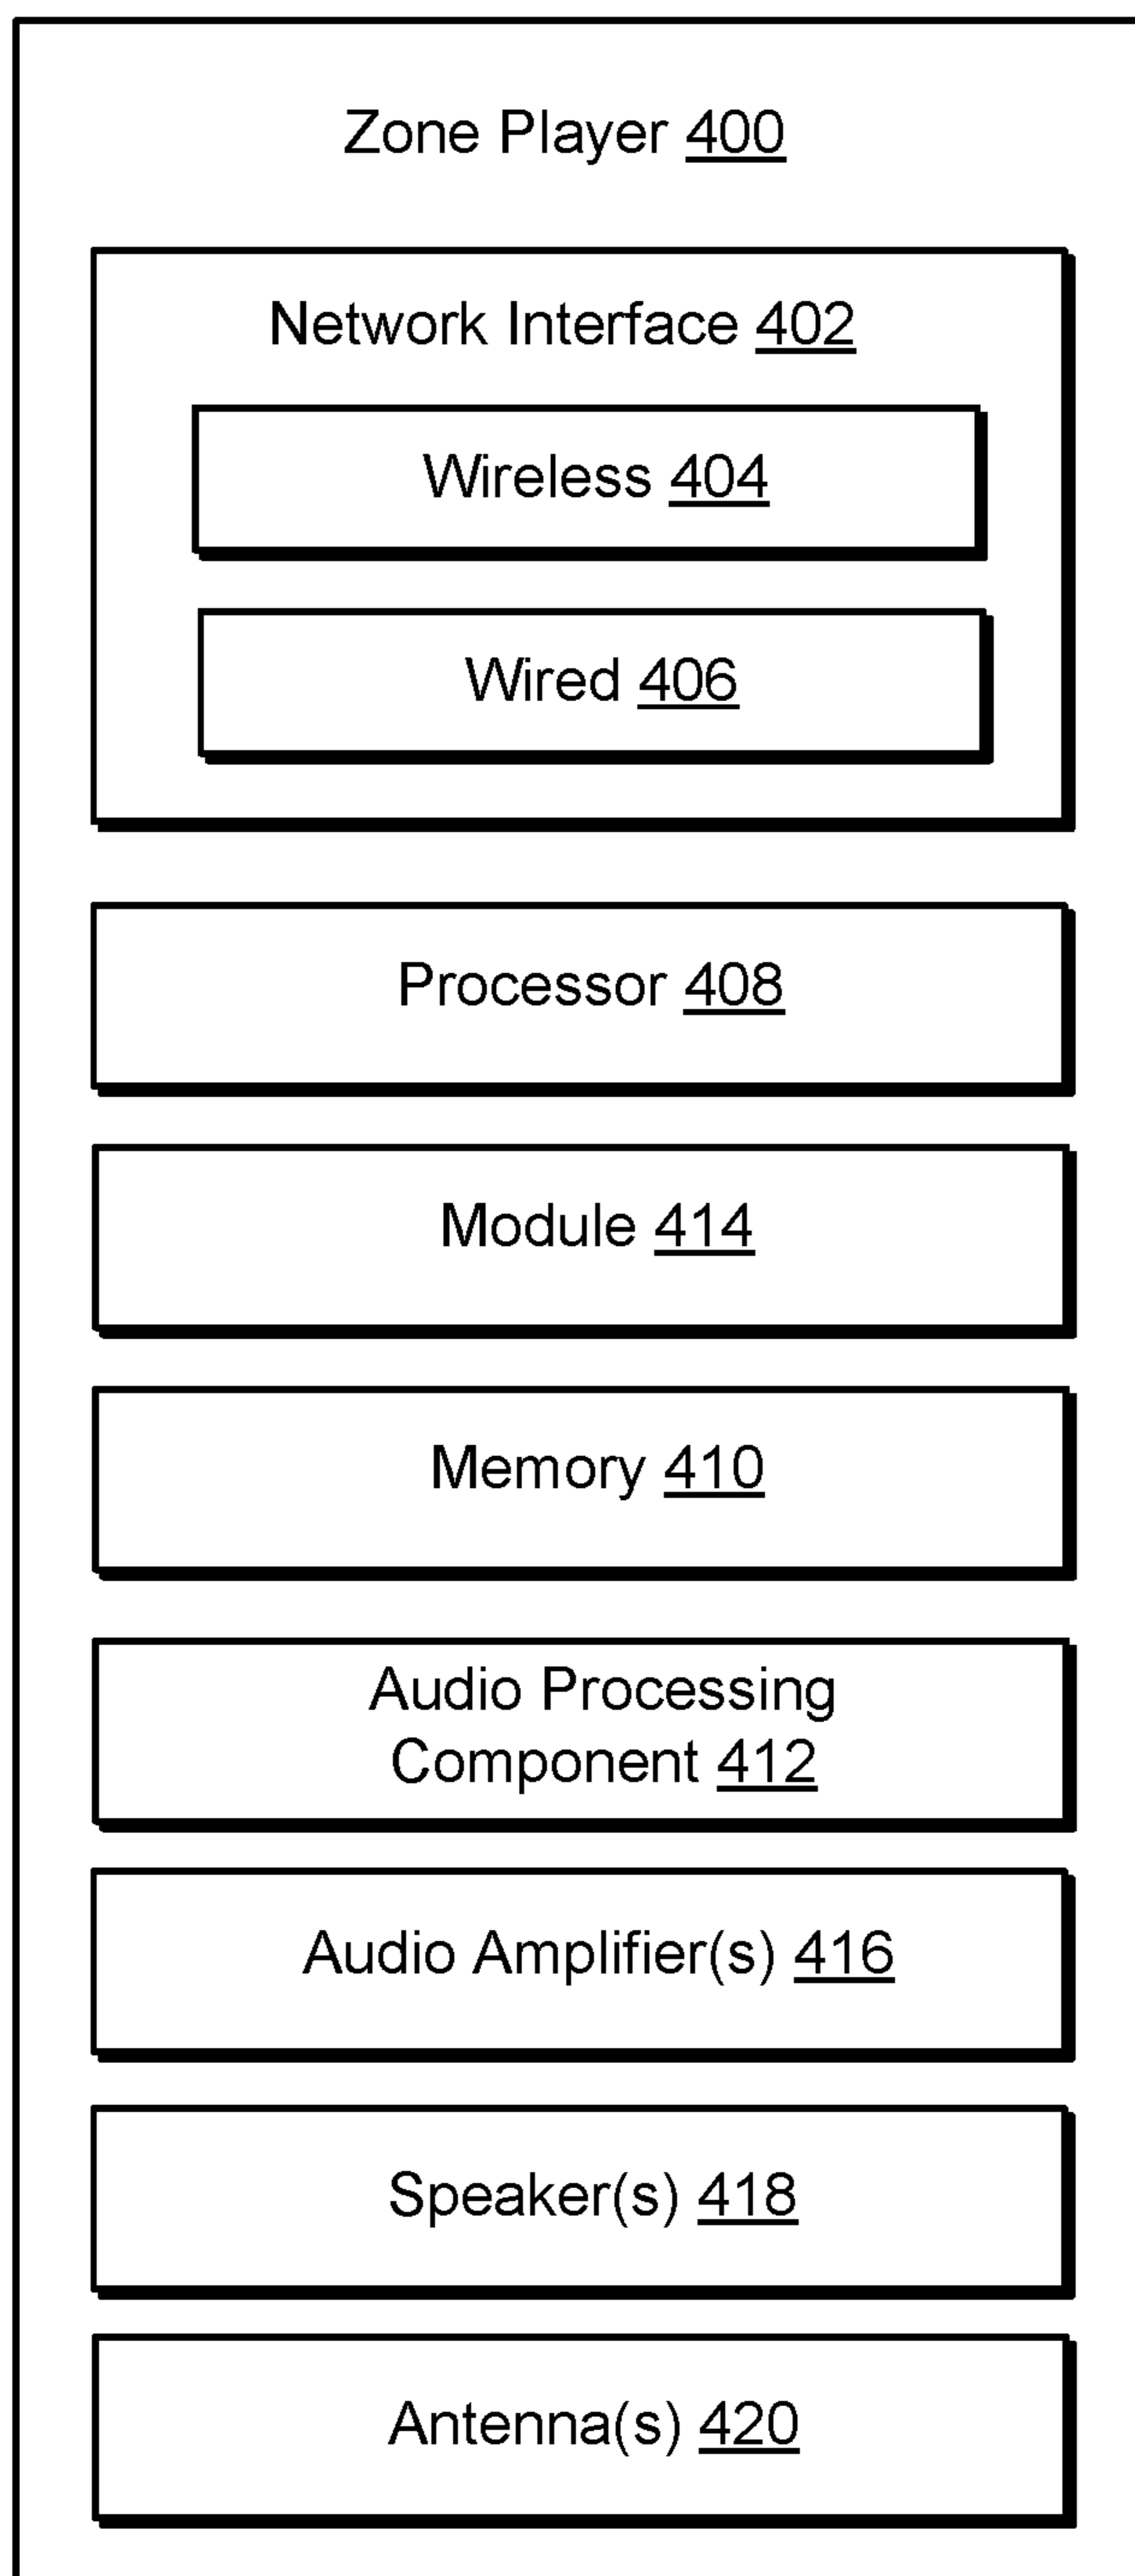 Zone Player 400
Network Interface 402
Wireless 404
Wired 406
Processor 408
Module 414
Memory 410
Audio Processing
Component 412
Audio Amplifier(s) 416
Speaker(s) 418
Antenna(s) 420